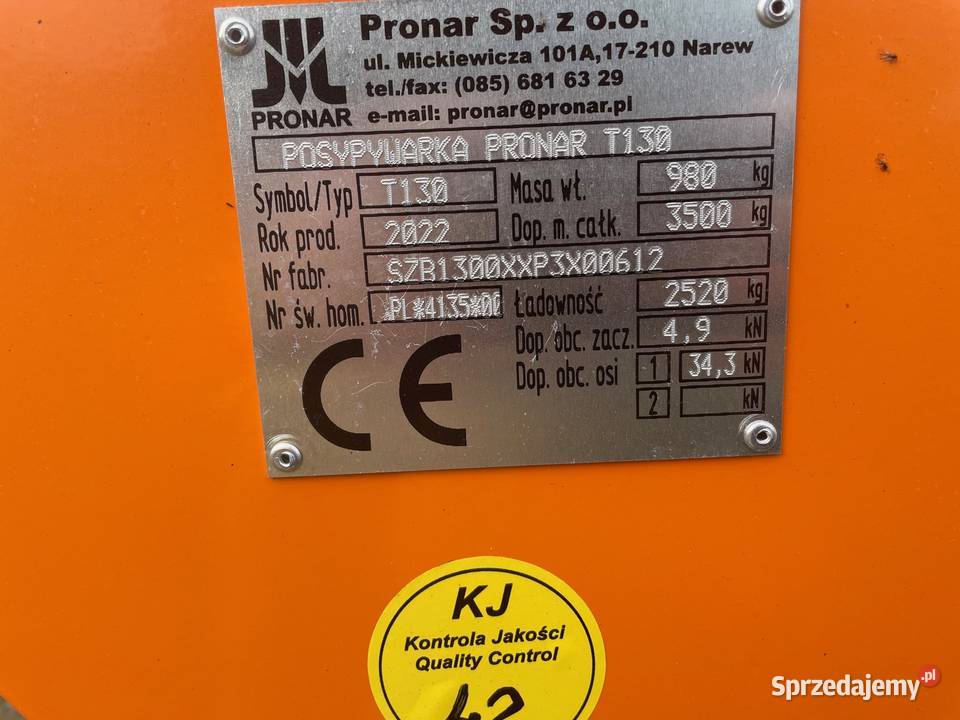 Pronar Sp. z o.o.
ul. Mickiewicza 101A,17-210 Narew
tel./fax: (085) 681 63 29
e-mail: pronar@pronar.pl
PRONAR
POSYPYWARKA PRONAR T130
Symbol/Typ T130 Masa wł. 980 kg
Rok prod. 2022 Dop. m. całk. 3500 kg
Nr fabr. SZB1300XXP3X00612
Nr św. hom. PL*4135*00 Ładowność 2520 kg
Dop. obc. zacz. 4,9 kN
Dop. obc. osi 1 34,3 kN
2 kN
CE
KJ
Kontrola Jakości
Quality Control
Sprzedajemy.pl